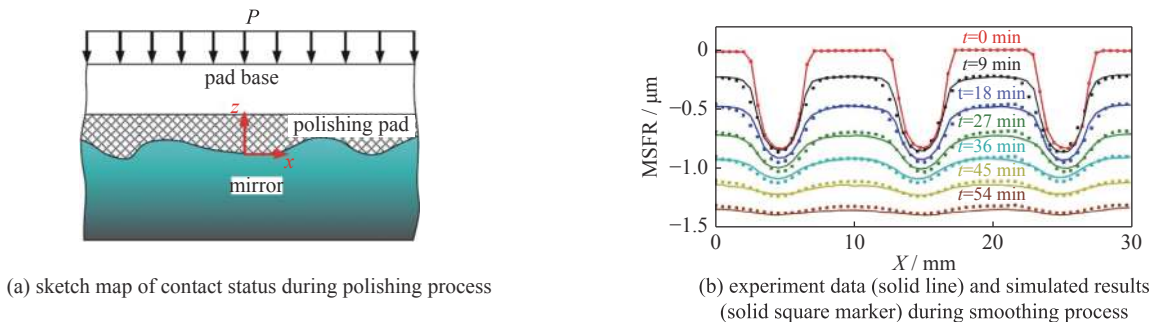 P
pad base
z
polishing pad
x
mirror
(a) sketch map of contact status during polishing process
MSFR / μm
0
−0.5
−1.0
−1.5
t=0 min
t=9 min
t=18 min
t=27 min
t=36 min
t=45 min
t=54 min
0
10
20
30
X / mm
(b) experiment data (solid line) and simulated results
(solid square marker) during smoothing process